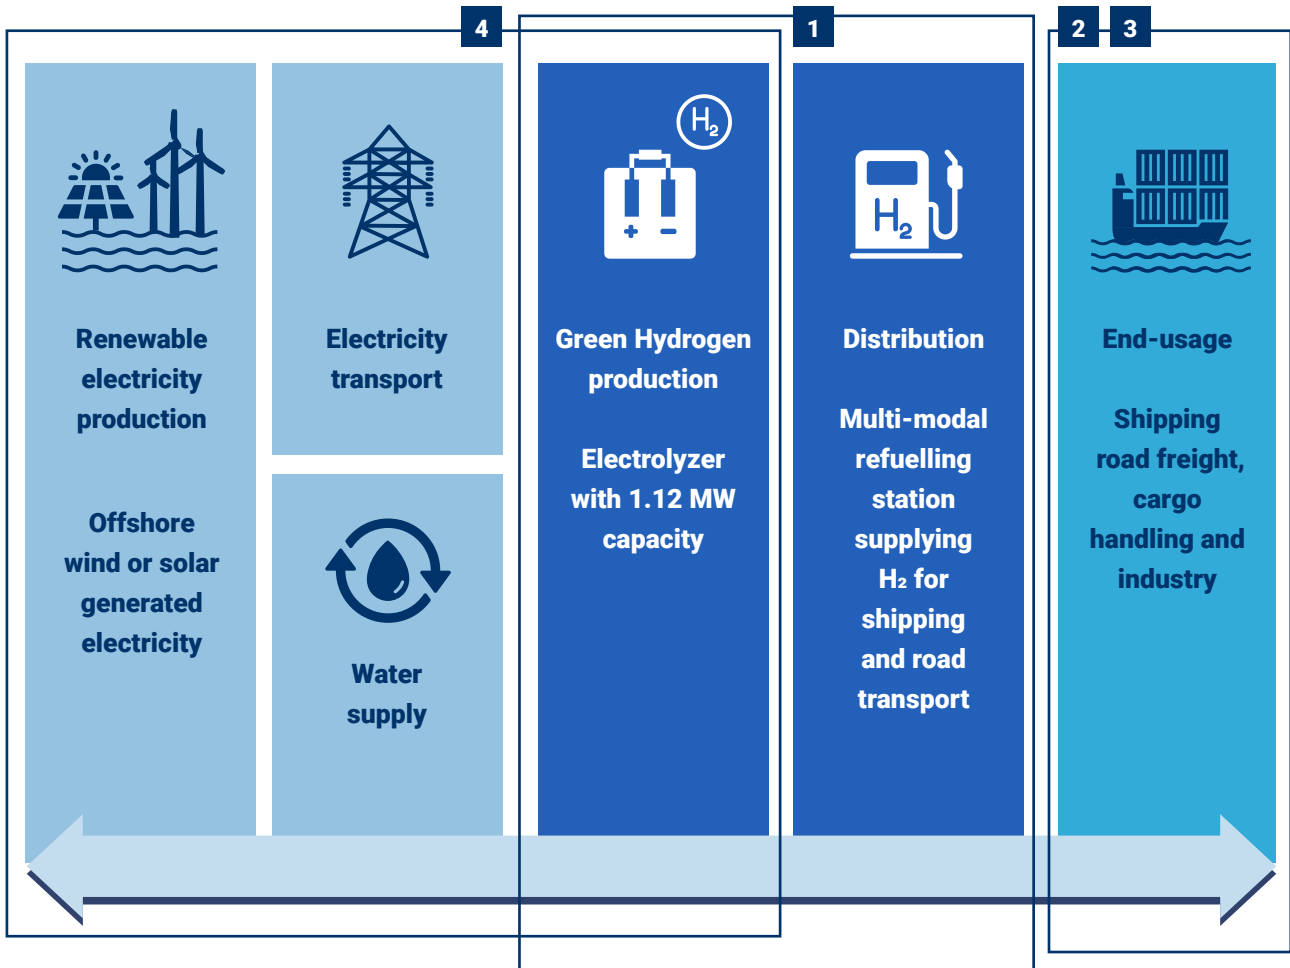 4
1
2
3
Renewable
electricity
production
Offshore
wind or solar
generated
electricity
Electricity
transport
Water
supply
H2
+ −
Green Hydrogen
production
Electrolyzer
with 1.12 MW
capacity
H2
Distribution
Multi-modal
refuelling
station
supplying
H₂ for
shipping
and road
transport
End-usage
Shipping
road freight,
cargo
handling and
industry